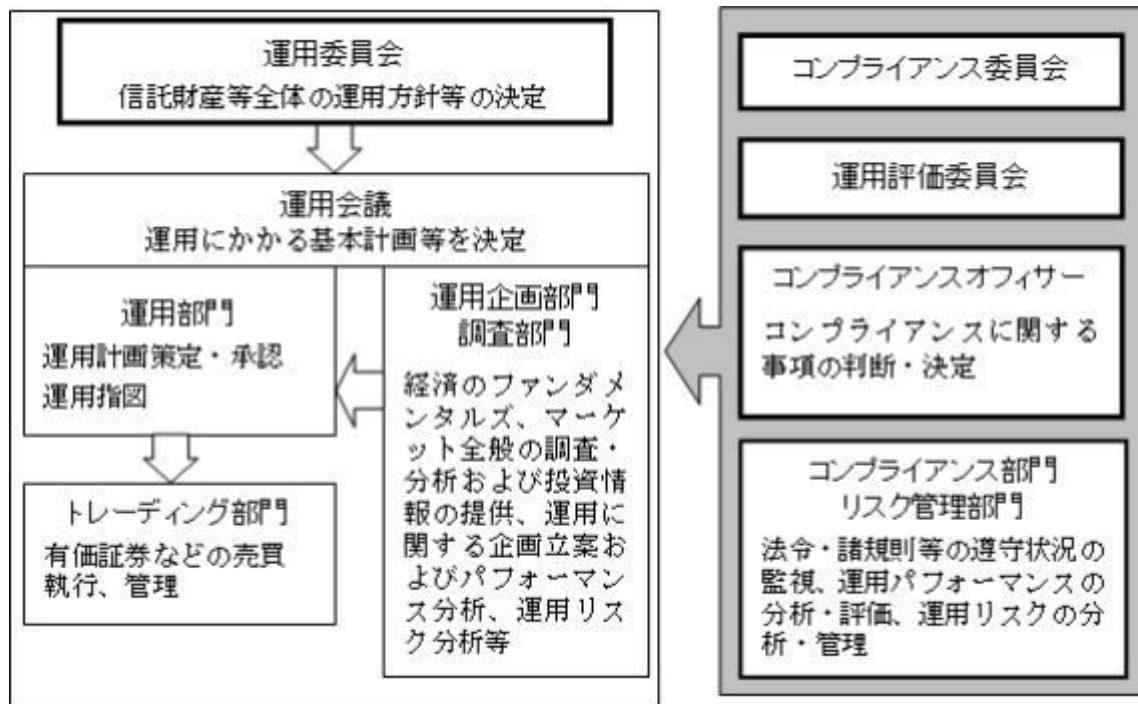 運用委員会
信託財産等全体の運用方針等の決定
運用会議
運用にかかる基本計画等を決定
運用部門
運用計画策定・承認
運用指図
運用企画部門
調査部門
経済のファンダメ
ンタルズ、マーケ
ット全般の調査・
分析および投資情
報の提供、運用に
関する企画立案お
よびパフォーマン
ス分析、運用リス
ク分析等
トレーディング部門
有価証券などの売買
執行、管理
コンプライアンス委員会
運用評価委員会
コンプライアンスオフィサー
コンプライアンスに関する
事項の判断・決定
コンプライアンス部門
リスク管理部門
法令・諸規則等の遵守状況の
監視、運用パフォーマンスの
分析・評価、運用リスクの分
析・管理